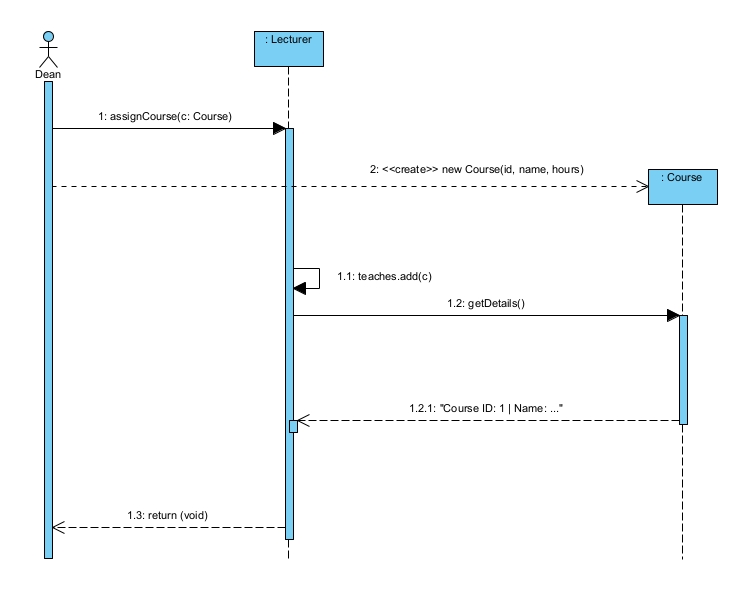 : Lecturer
Dean
1: assignCourse(c: Course)
2: <<create>> new Course(id, name, hours)
: Course
1.1: teaches.add(c)
1.2: getDetails()
1.2.1: "Course ID: 1 | Name: ..."
1.3: return (void)